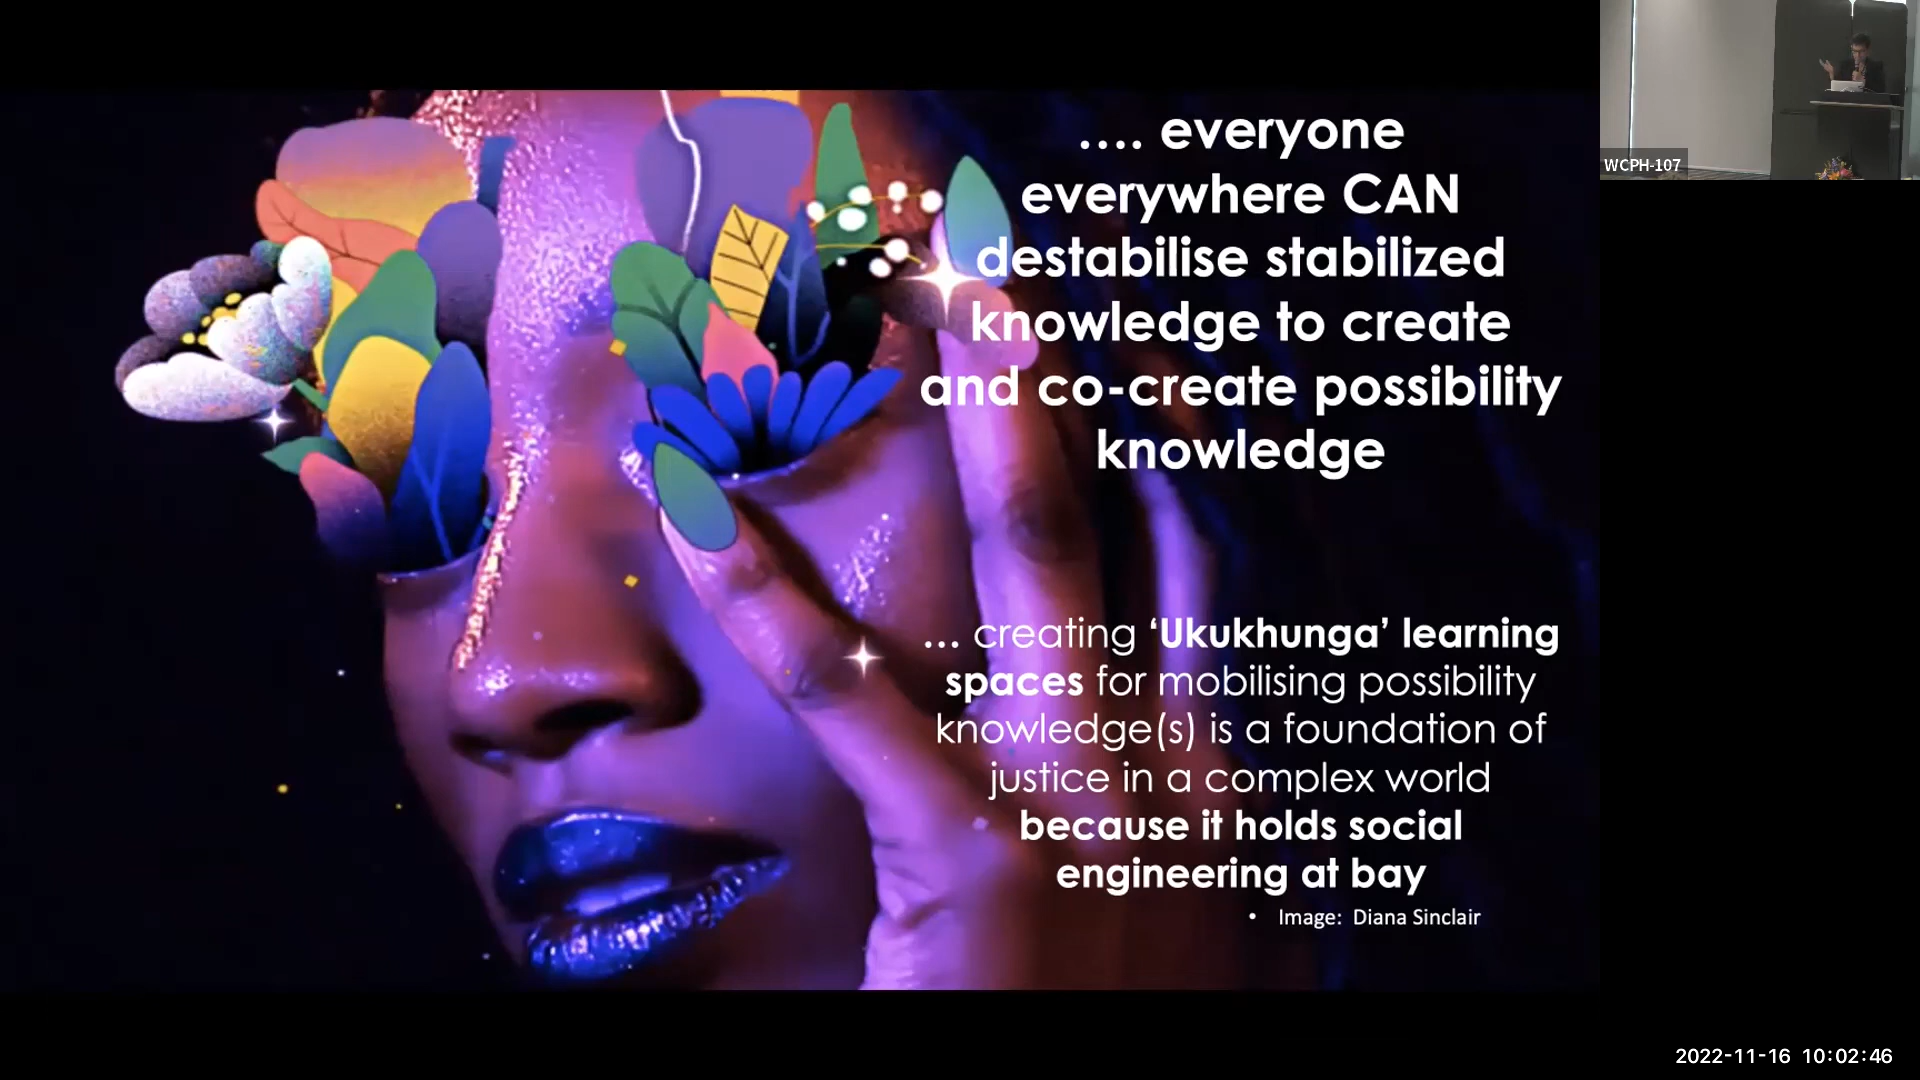 .... everyone
everywhere CAN
destabilise stabilized
knowledge to create
and co-create possibility
knowledge
... creating ‘Ukukhunga’ learning
spaces for mobilising possibility
knowledge(s) is a foundation of
justice in a complex world
because it holds social
engineering at bay
• Image: Diana Sinclair
WCPH-107
2022-11-16 10:02:46